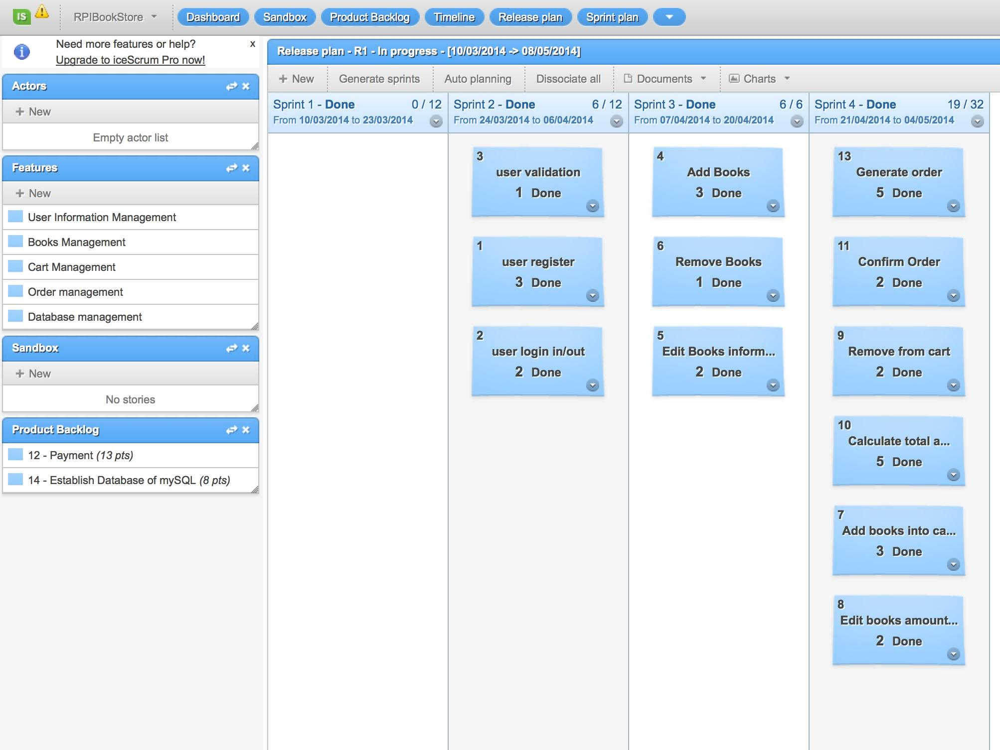 IS
RPIBookStore
Dashboard
Sandbox
Product Backlog
Timeline
Release plan
Sprint plan
Need more features or help?
x
Upgrade to iceScrum Pro now!
Actors
+ New
Empty actor list
Features
+ New
User Information Management
Books Management
Cart Management
Order management
Database management
Sandbox
+ New
No stories
Product Backlog
12 - Payment (13 pts)
14 - Establish Database of mySQL (8 pts)
Release plan - R1 - In progress - [10/03/2014 -> 08/05/2014]
+ New
Generate sprints
Auto planning
Dissociate all
Documents
Charts
Sprint 1 - Done 0 / 12
From 10/03/2014 to 23/03/2014
Sprint 2 - Done 6 / 12
From 24/03/2014 to 06/04/2014
3
user validation
1 Done
1
user register
3 Done
2
user login in/out
2 Done
Sprint 3 - Done 6 / 6
From 07/04/2014 to 20/04/2014
4
Add Books
3 Done
6
Remove Books
1 Done
5
Edit Books inform...
2 Done
Sprint 4 - Done 19 / 32
From 21/04/2014 to 04/05/2014
13
Generate order
5 Done
11
Confirm Order
2 Done
9
Remove from cart
2 Done
10
Calculate total a...
5 Done
7
Add books into ca...
3 Done
8
Edit books amount...
2 Done